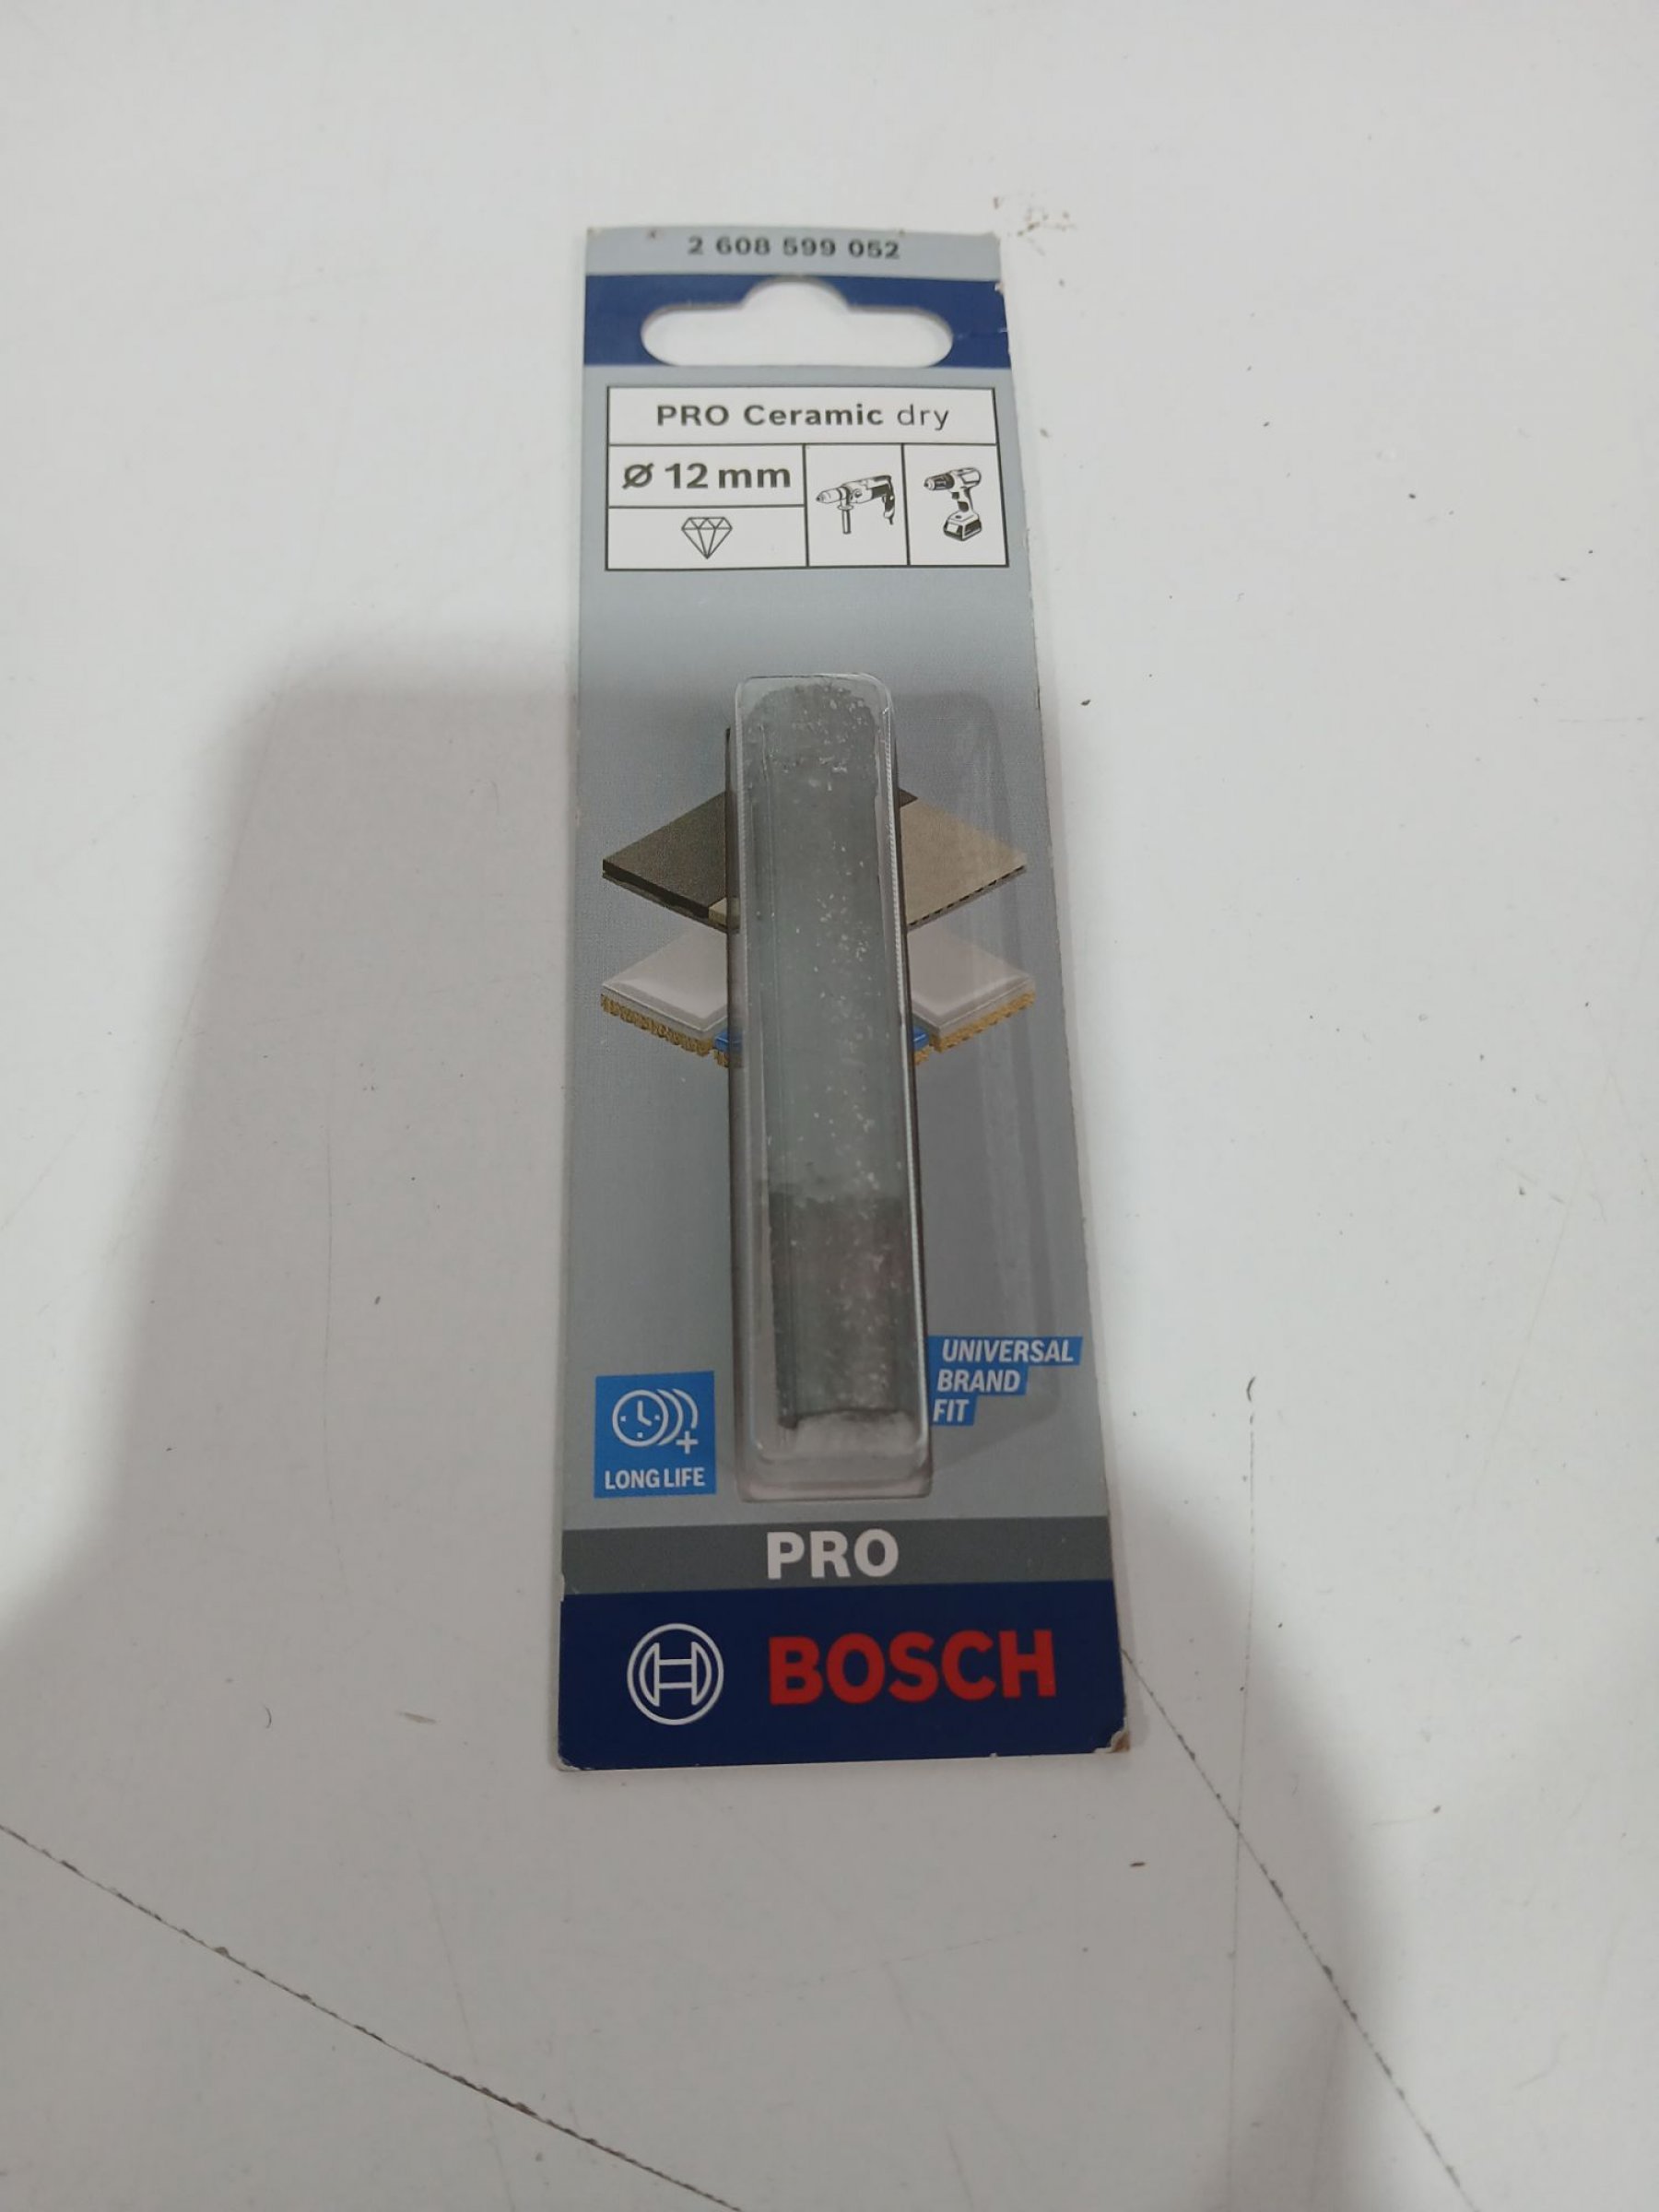 2 608 599 052
PRO Ceramic dry
Ø 12 mm
UNIVERSAL
BRAND
FIT
LONG LIFE
PRO
BOSCH